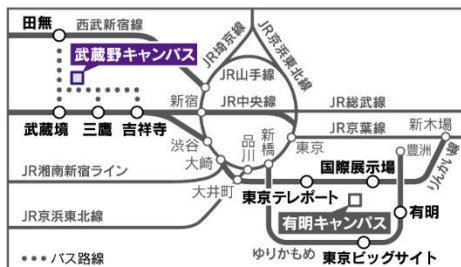 田無
西武新宿線
武蔵野キャンパス
JR埼京線
JR京浜東北線
JR山手線
新宿
JR中央線
JR総武線
武蔵境
三鷹
吉祥寺
渋谷
大崎
品川
新橋
東京
JR京葉線
新木場
豊洲
りんかい線
国際展示場
JR湘南新宿ライン
大井町
東京テレポート
有明キャンパス
有明
JR京浜東北線
ゆりかもめ
東京ビッグサイト
バス路線